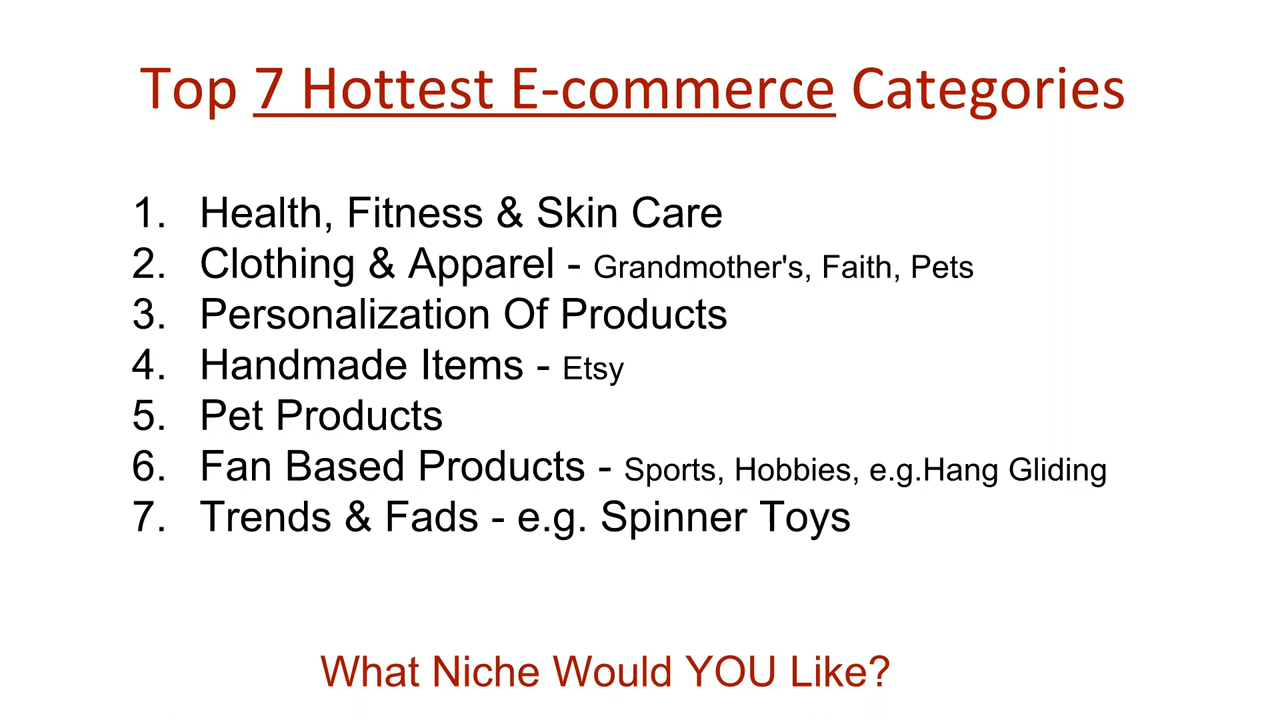 Top 7 Hottest E-commerce Categories
1. Health, Fitness & Skin Care
2. Clothing & Apparel - Grandmother's, Faith, Pets
3. Personalization Of Products
4. Handmade Items - Etsy
5. Pet Products
6. Fan Based Products - Sports, Hobbies, e.g.Hang Gliding
7. Trends & Fads - e.g. Spinner Toys
What Niche Would YOU Like?